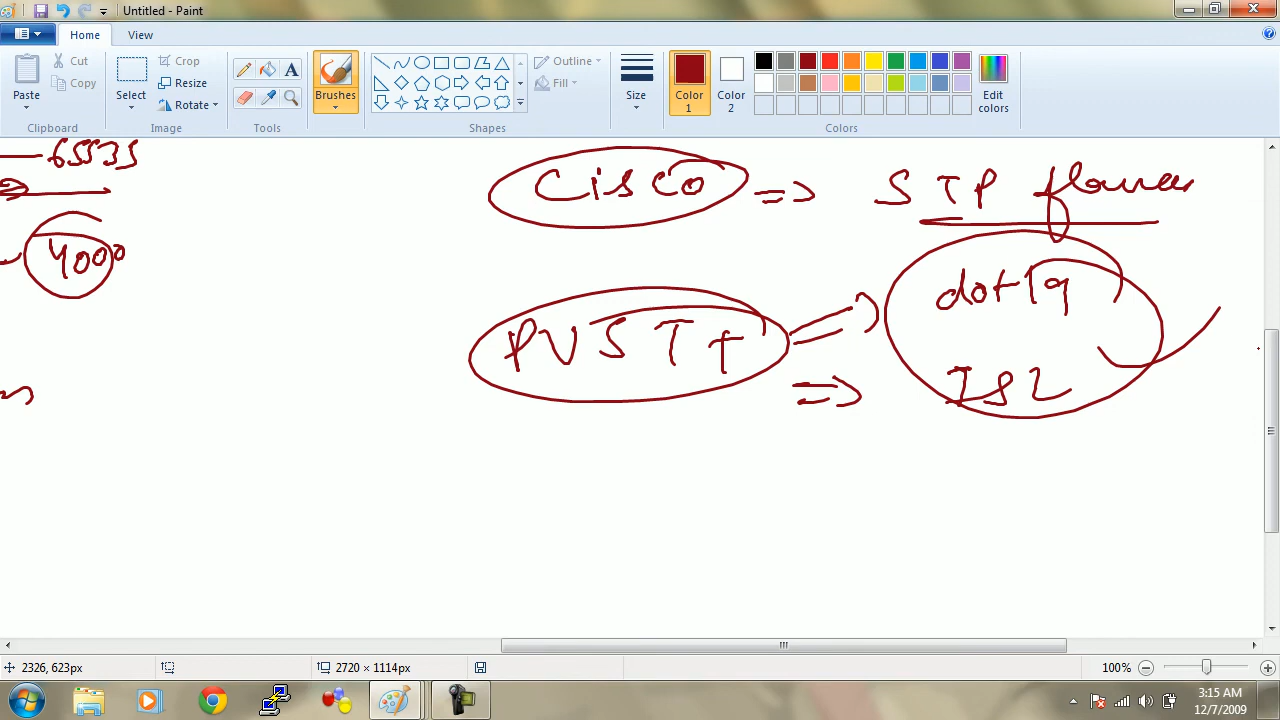 Untitled - Paint
Home View
Paste
Cut
Copy
Clipboard
Select
Crop
Resize
Rotate
Image
Tools
Brushes
Shapes
Outline
Fill
Size
Color 1
Color 2
Edit colors
Colors
65535
4000
Cisco => STP
PVST+ => dot1q
=> ISL
2326, 623px
2720 × 1114px
100%
3:15 AM
12/7/2009